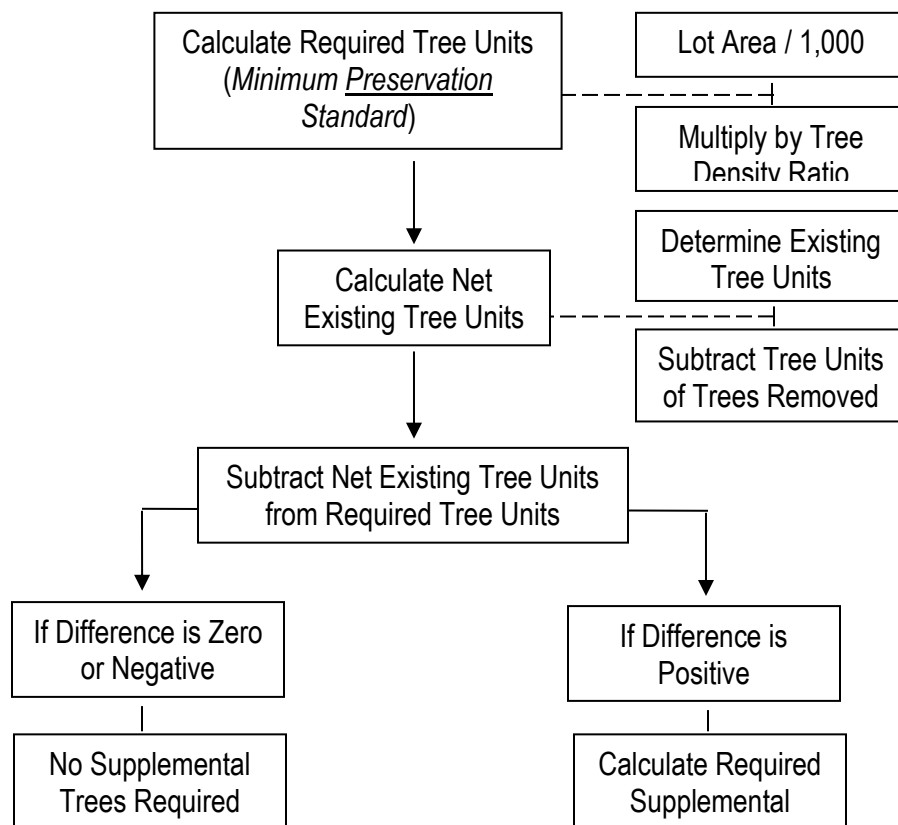 Calculate Required Tree Units
(Minimum Preservation
Standard)
Lot Area / 1,000
Multiply by Tree
Density Ratio
Calculate Net
Existing Tree Units
Determine Existing
Tree Units
Subtract Tree Units
of Trees Removed
Subtract Net Existing Tree Units
from Required Tree Units
If Difference is Zero
or Negative
If Difference is
Positive
No Supplemental
Trees Required
Calculate Required
Supplemental